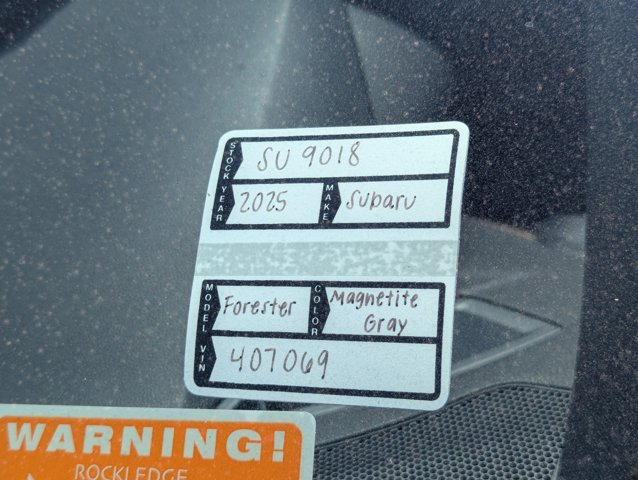 STOCK SU 9018
YEAR 2025 MAKE Subaru
MODEL Forester COLOR Magnetite
Gray
VIN 407069
WARNING!
ROCKLEDGE